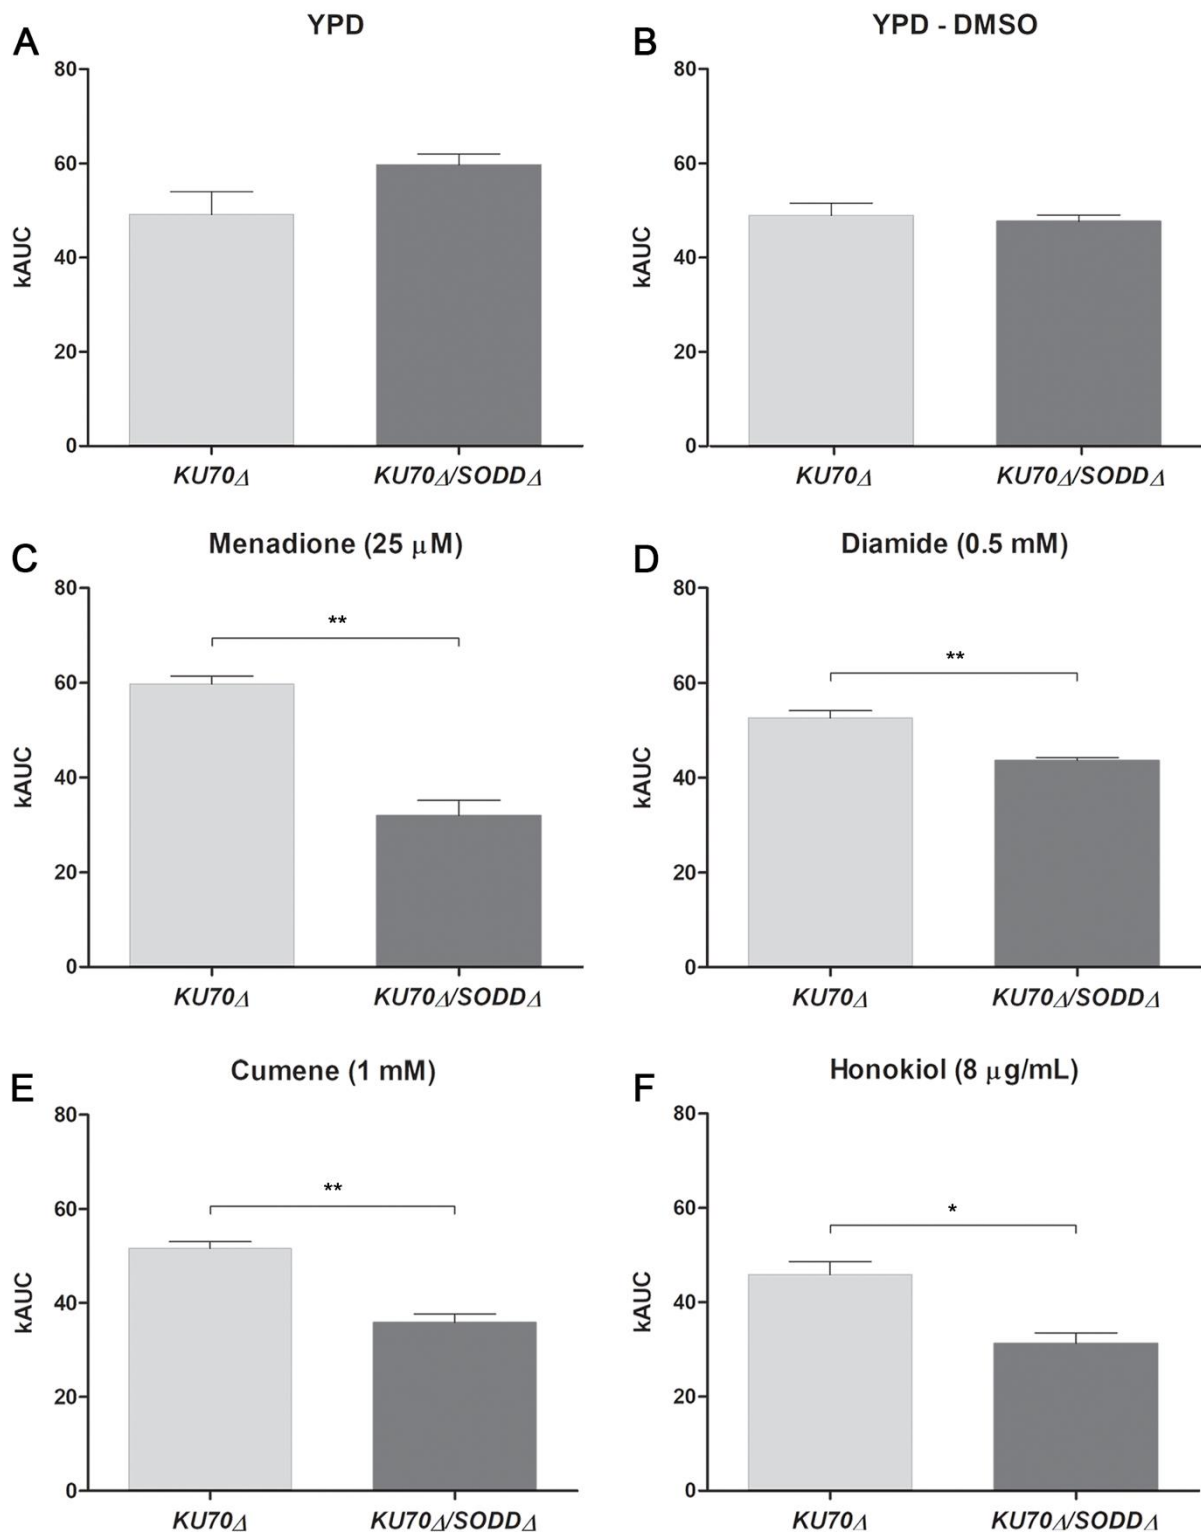 A
YPD
80
60
40
20
0
kAUC
KU70Δ
KU70Δ/SODDΔ
B
YPD - DMSO
80
60
40
20
0
kAUC
KU70Δ
KU70Δ/SODDΔ
C
Menadione (25 μM)
80
60
40
20
0
kAUC
**
KU70Δ
KU70Δ/SODDΔ
D
Diamide (0.5 mM)
80
60
40
20
0
kAUC
**
KU70Δ
KU70Δ/SODDΔ
E
Cumene (1 mM)
80
60
40
20
0
kAUC
**
KU70Δ
KU70Δ/SODDΔ
F
Honokiol (8 μg/mL)
80
60
40
20
0
kAUC
*
KU70Δ
KU70Δ/SODDΔ